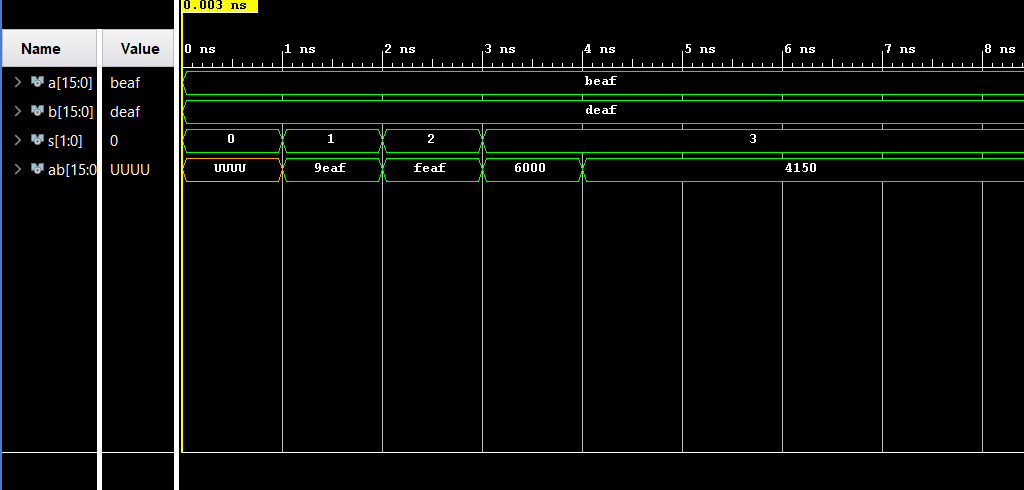 0.003 ns
Name Value
0 ns 1 ns 2 ns 3 ns 4 ns 5 ns 6 ns 7 ns 8 ns
a[15:0] beaf beaf
b[15:0] deaf deaf
s[1:0] 0 0 1 2 3
ab[15:0 UUUU UUUU 9eaf feaf 6000 4150